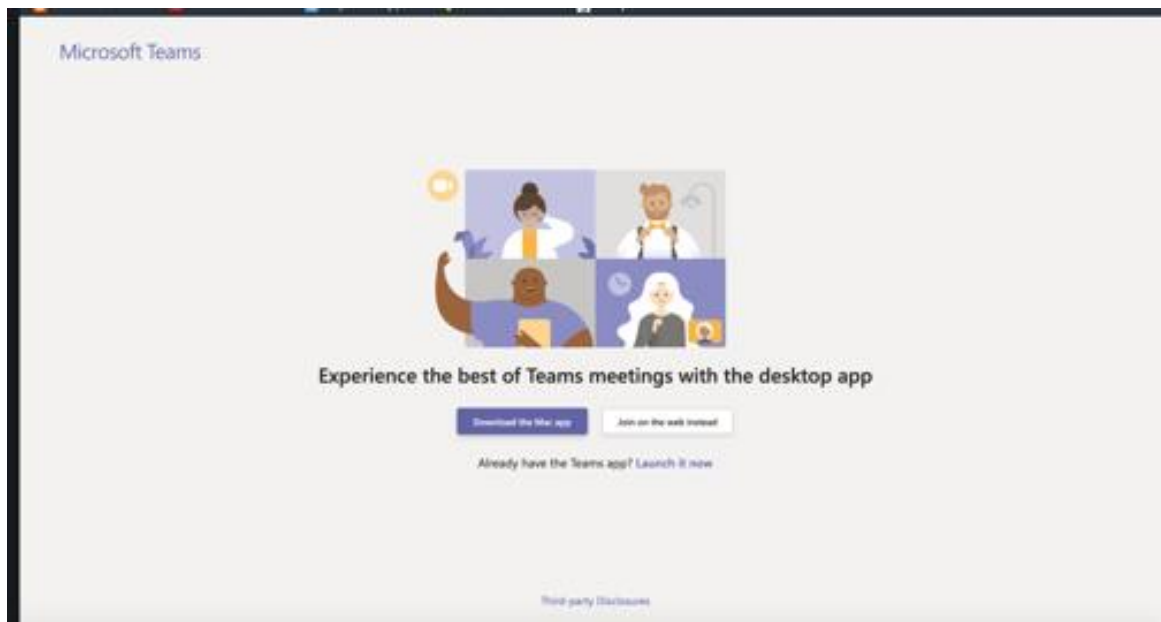 Microsoft Teams
Experience the best of Teams meetings with the desktop app
Download the Mac app
Join on the web instead
Already have the Teams app? Launch it now
Third-party Disclosures